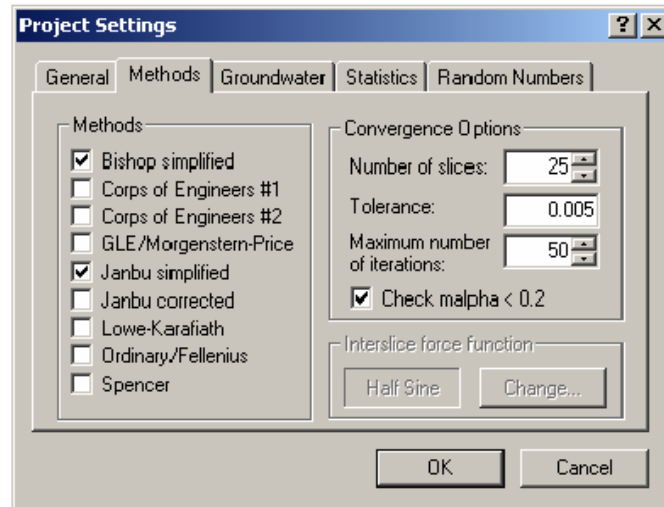 Project Settings
General Methods Groundwater Statistics Random Numbers
Methods
Bishop simplified
Corps of Engineers #1
Corps of Engineers #2
GLE/Morgenstern-Price
Janbu simplified
Janbu corrected
Lowe-Karafiath
Ordinary/Fellenius
Spencer
Convergence Options
Number of slices: 25
Tolerance: 0.005
Maximum number
of iterations: 50
Check malpha < 0.2
Interslice force function
Half Sine Change...
OK Cancel